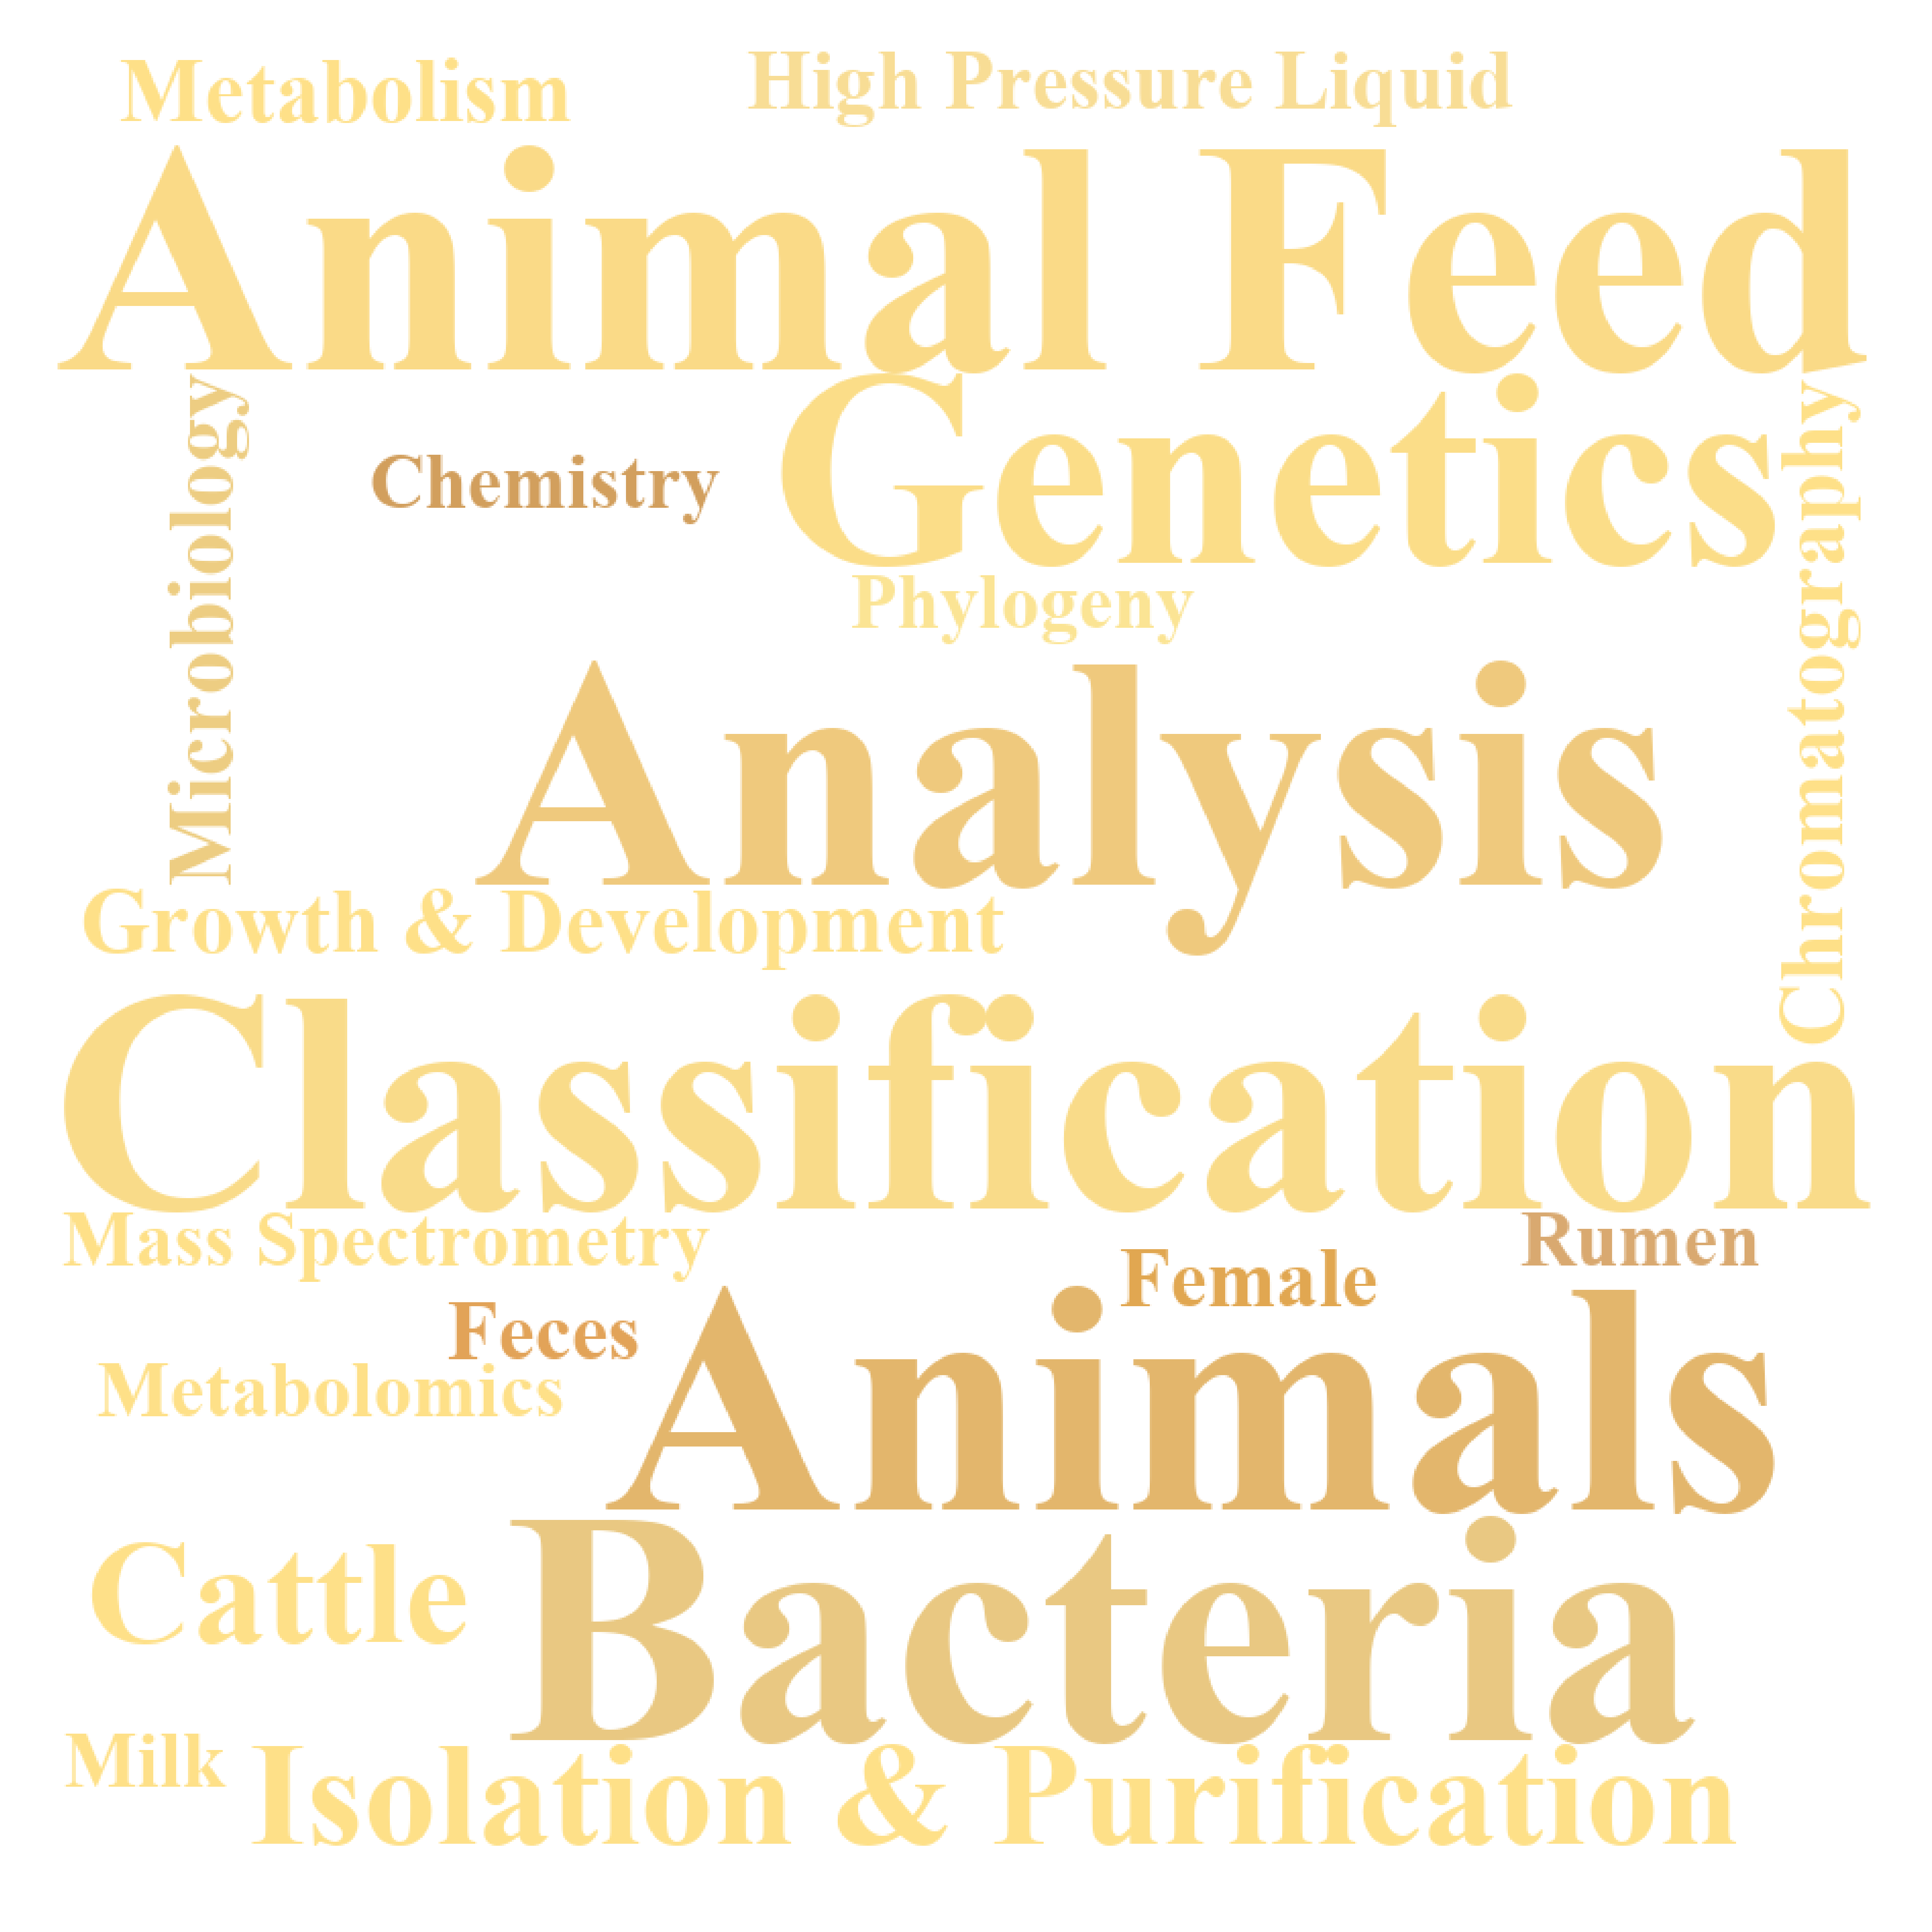 Metabolism
High Pressure Liquid
Animal Feed
Microbiology
Chemistry
Genetics
Chromatography
Phylogeny
Analysis
Growth & Development
Classification
Mass Spectrometry
Rumen
Female
Feces
Animals
Metabolomics
Cattle
Bacteria
Milk
Isolation & Purification